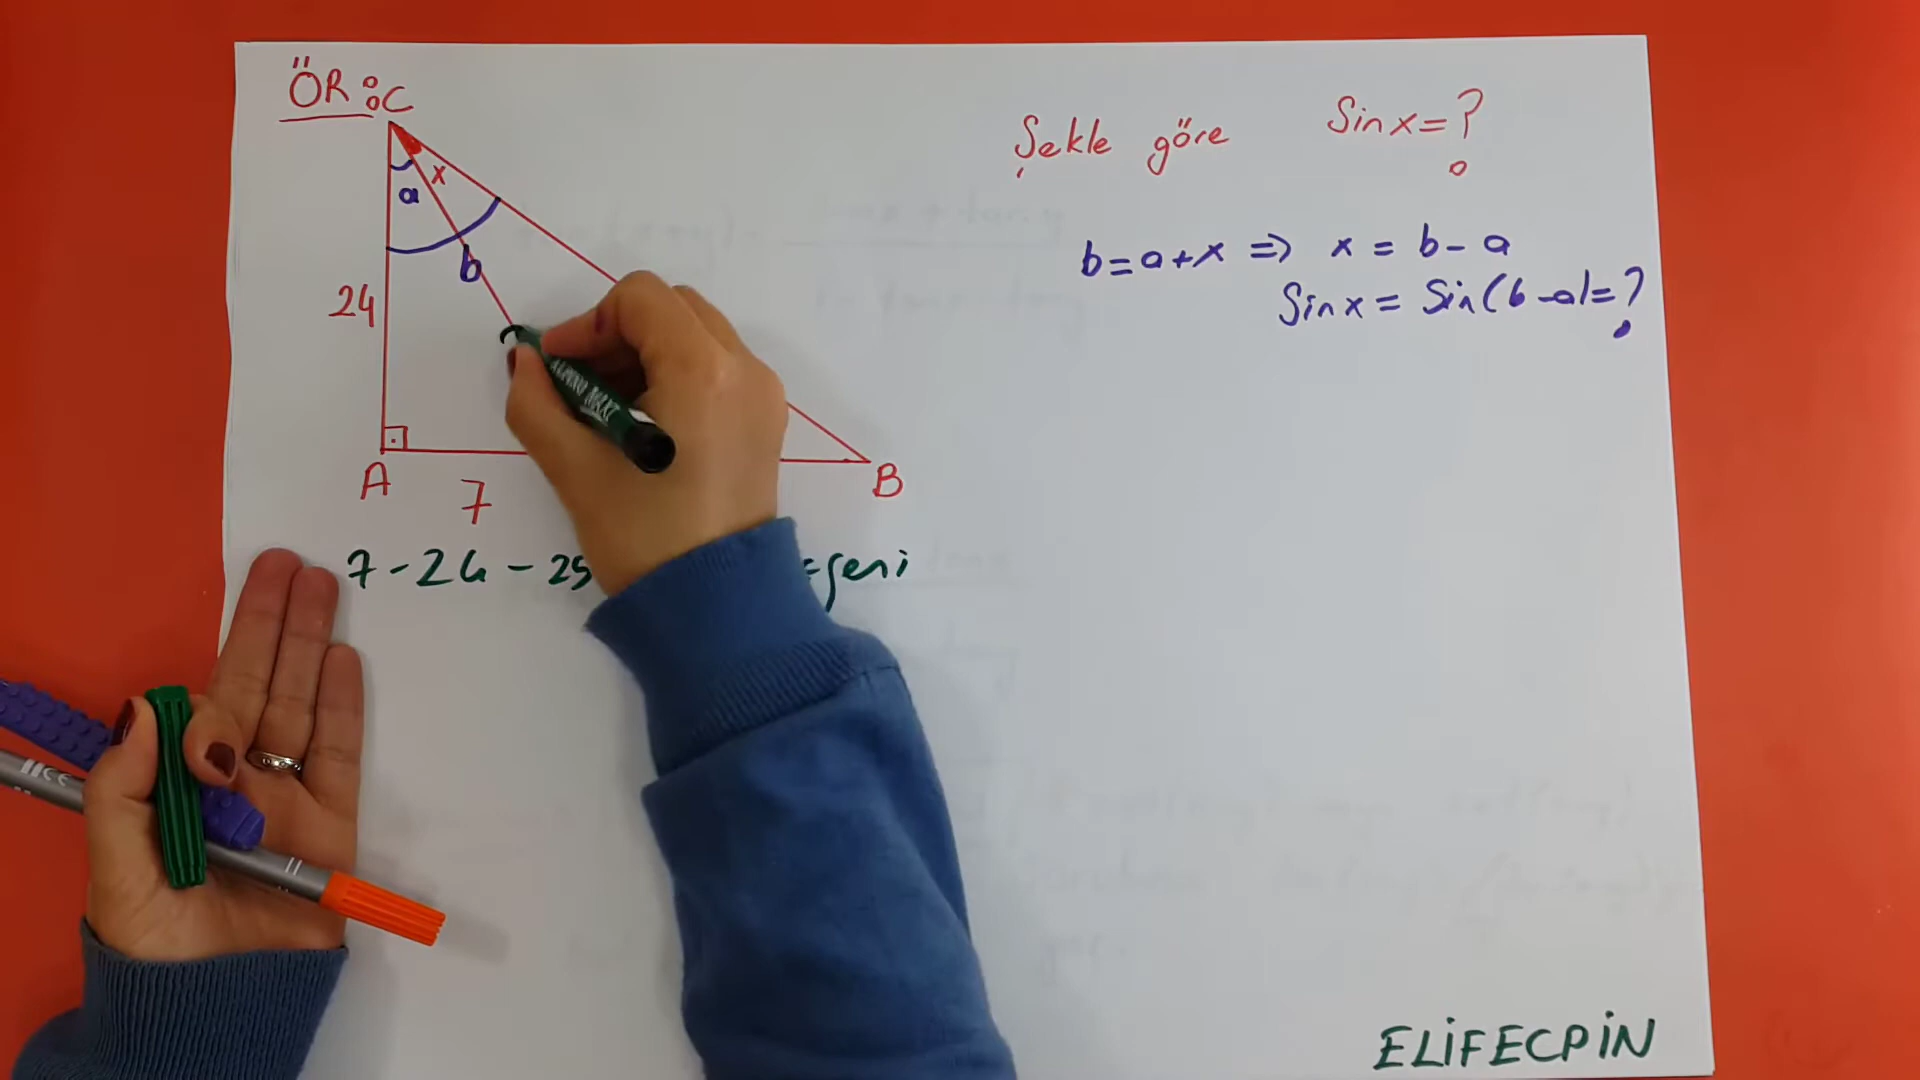 ÖR:
C
Şekle göre Sinx=?
x
a
b=a+x => x = b-a
b
Sinx = Sin(b-a)=?
24
A
B
7
7-24-25
ELİFECPİN